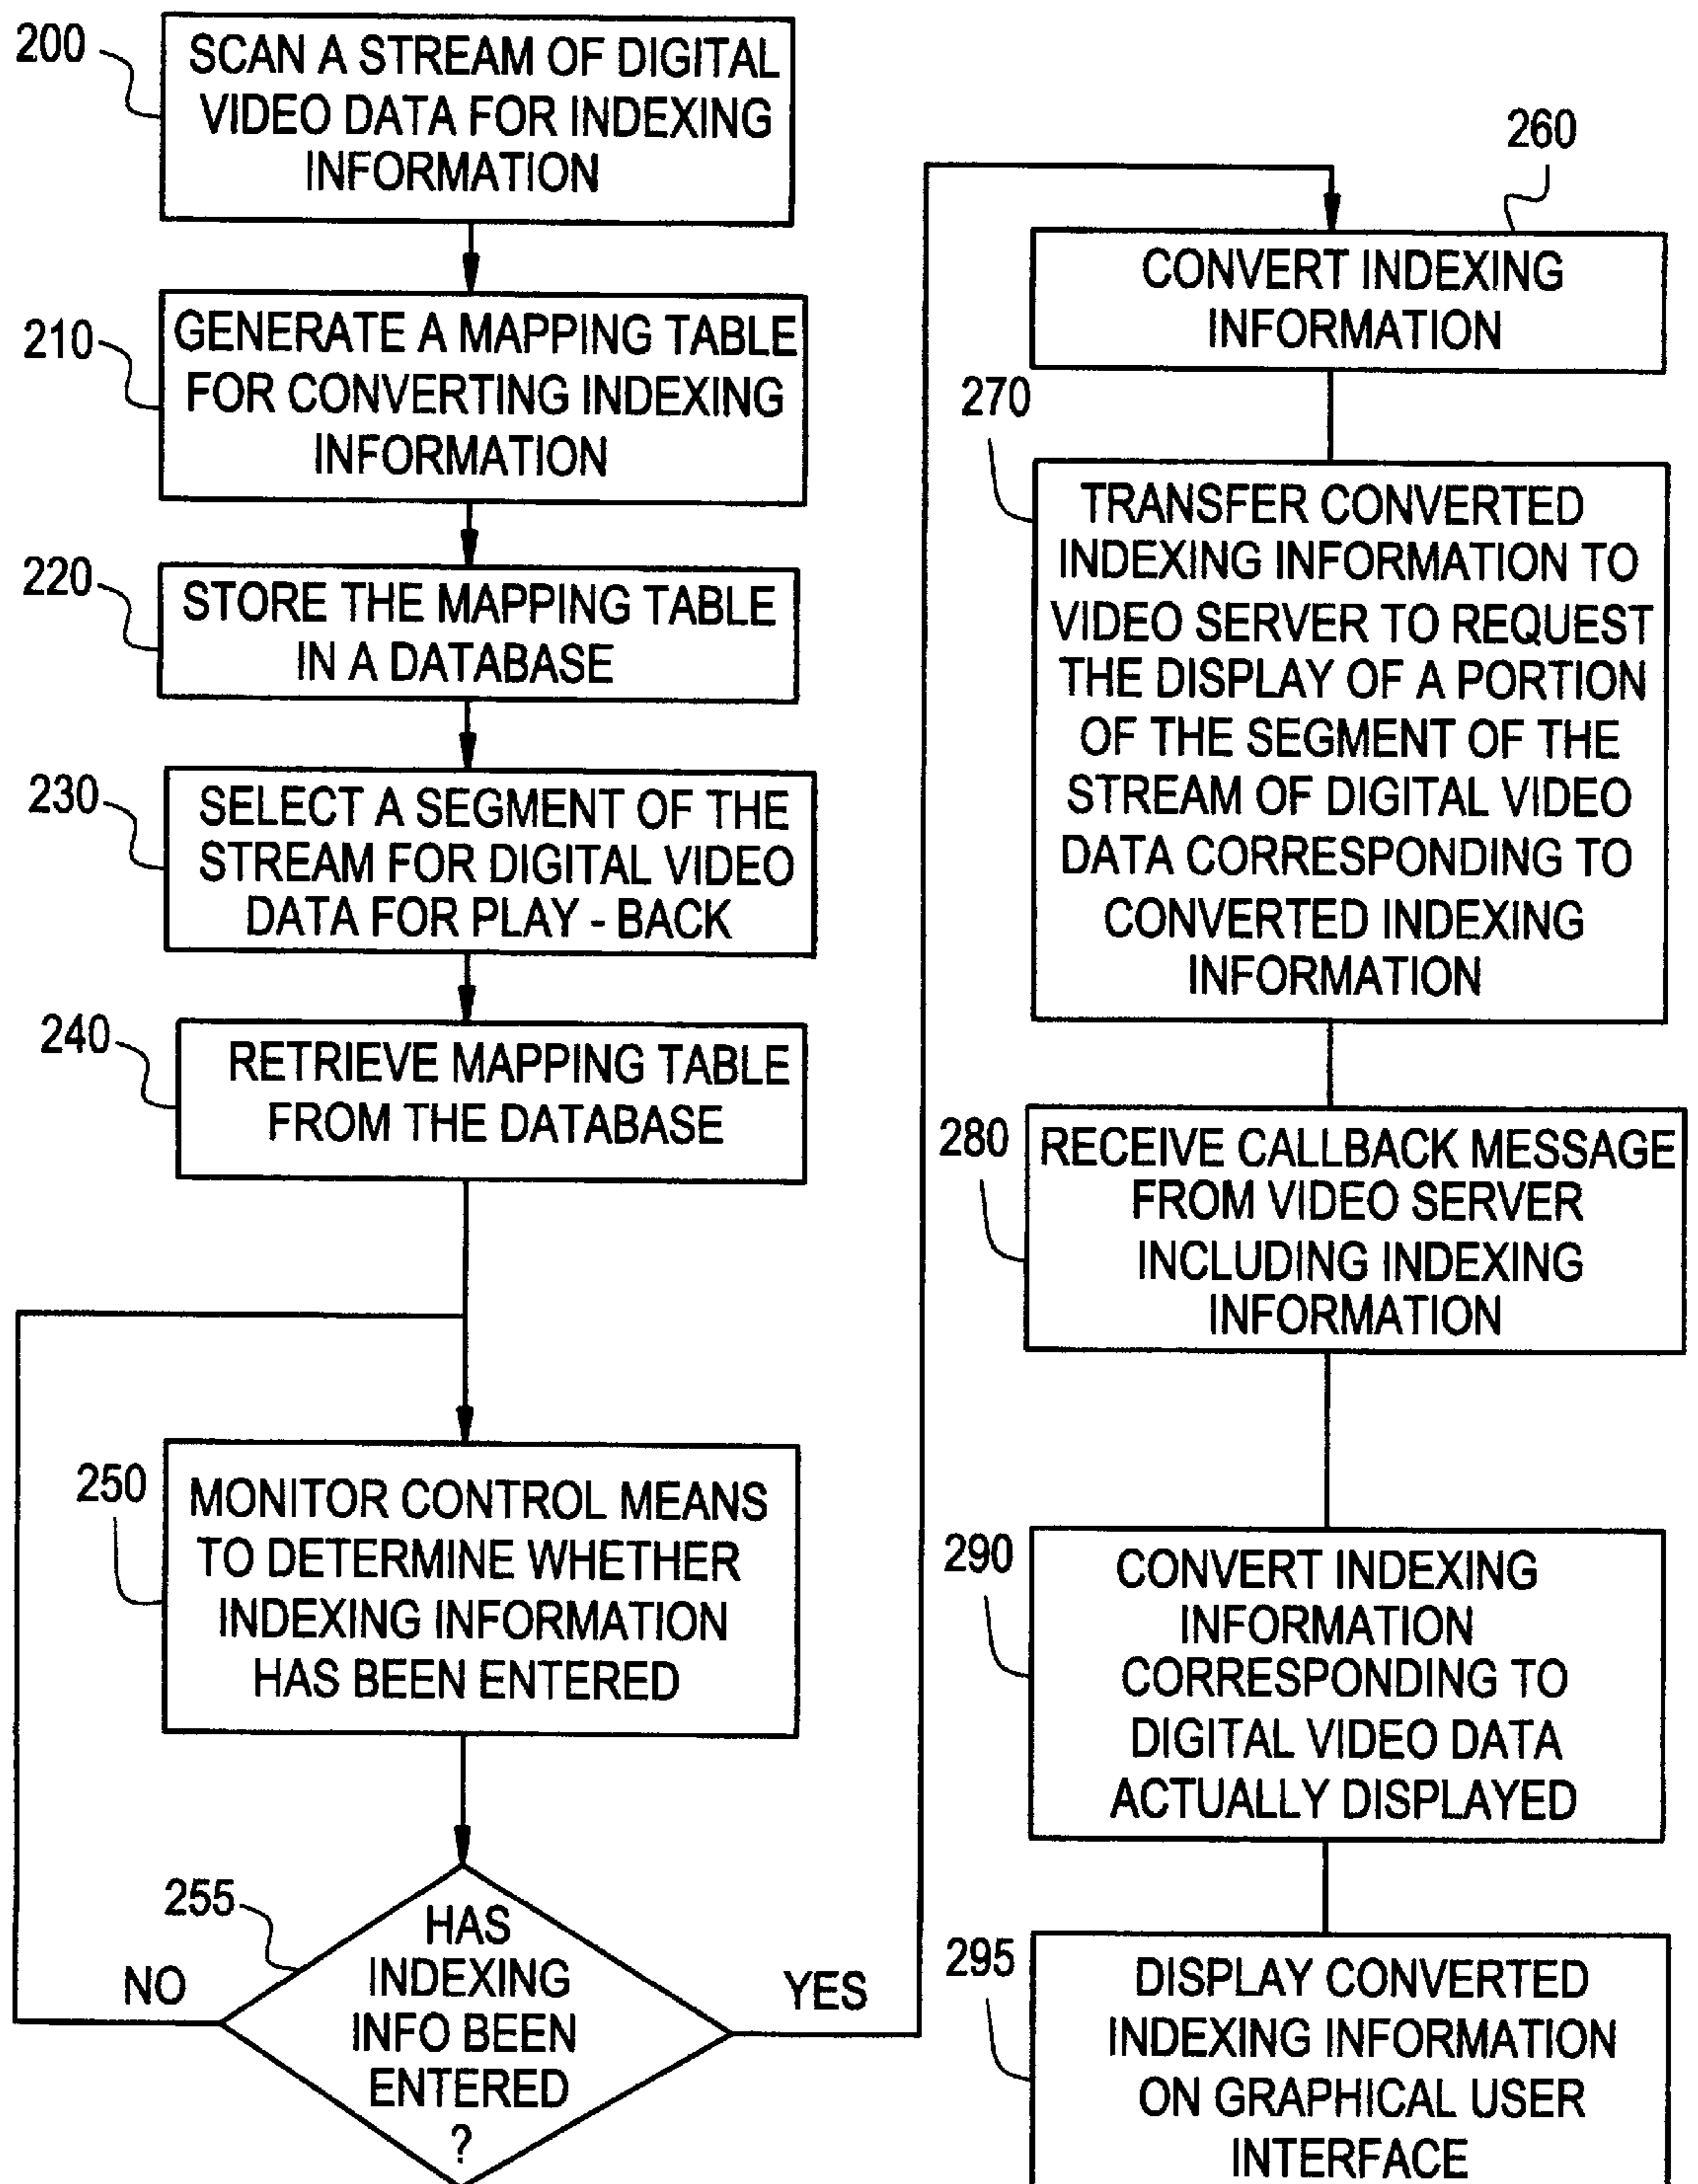 200
SCAN A STREAM OF DIGITAL
VIDEO DATA FOR INDEXING
INFORMATION
210
GENERATE A MAPPING TABLE
FOR CONVERTING INDEXING
INFORMATION
220
STORE THE MAPPING TABLE
IN A DATABASE
230
SELECT A SEGMENT OF THE
STREAM FOR DIGITAL VIDEO
DATA FOR PLAY - BACK
240
RETRIEVE MAPPING TABLE
FROM THE DATABASE
250
MONITOR CONTROL MEANS
TO DETERMINE WHETHER
INDEXING INFORMATION
HAS BEEN ENTERED
255
HAS
INDEXING
INFO BEEN
ENTERED
?
NO
YES
260
CONVERT INDEXING
INFORMATION
270
TRANSFER CONVERTED
INDEXING INFORMATION TO
VIDEO SERVER TO REQUEST
THE DISPLAY OF A PORTION
OF THE SEGMENT OF THE
STREAM OF DIGITAL VIDEO
DATA CORRESPONDING TO
CONVERTED INDEXING
INFORMATION
280
RECEIVE CALLBACK MESSAGE
FROM VIDEO SERVER
INCLUDING INDEXING
INFORMATION
290
CONVERT INDEXING
INFORMATION
CORRESPONDING TO
DIGITAL VIDEO DATA
ACTUALLY DISPLAYED
295
DISPLAY CONVERTED
INDEXING INFORMATION
ON GRAPHICAL USER
INTERFACE